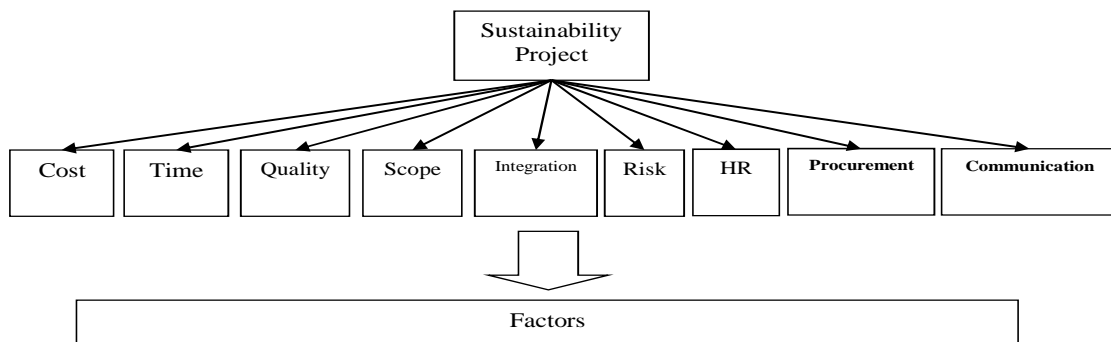 Sustainability
Project
Cost
Time
Quality
Scope
Integration
Risk
HR
Procurement
Communication
Factors